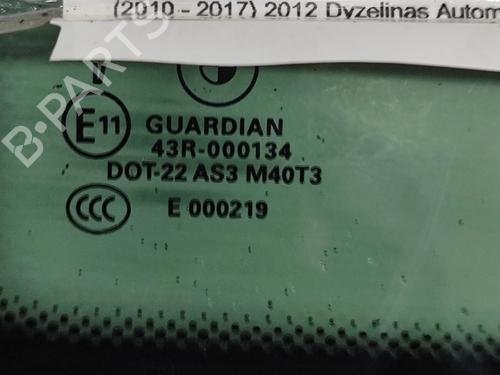 (2010 - 2017) 2012 Dyzelinas Autom
B-PARTS
E11 GUARDIAN
43R-000134
DOT-22 AS3 M40T3
CCC E 000219